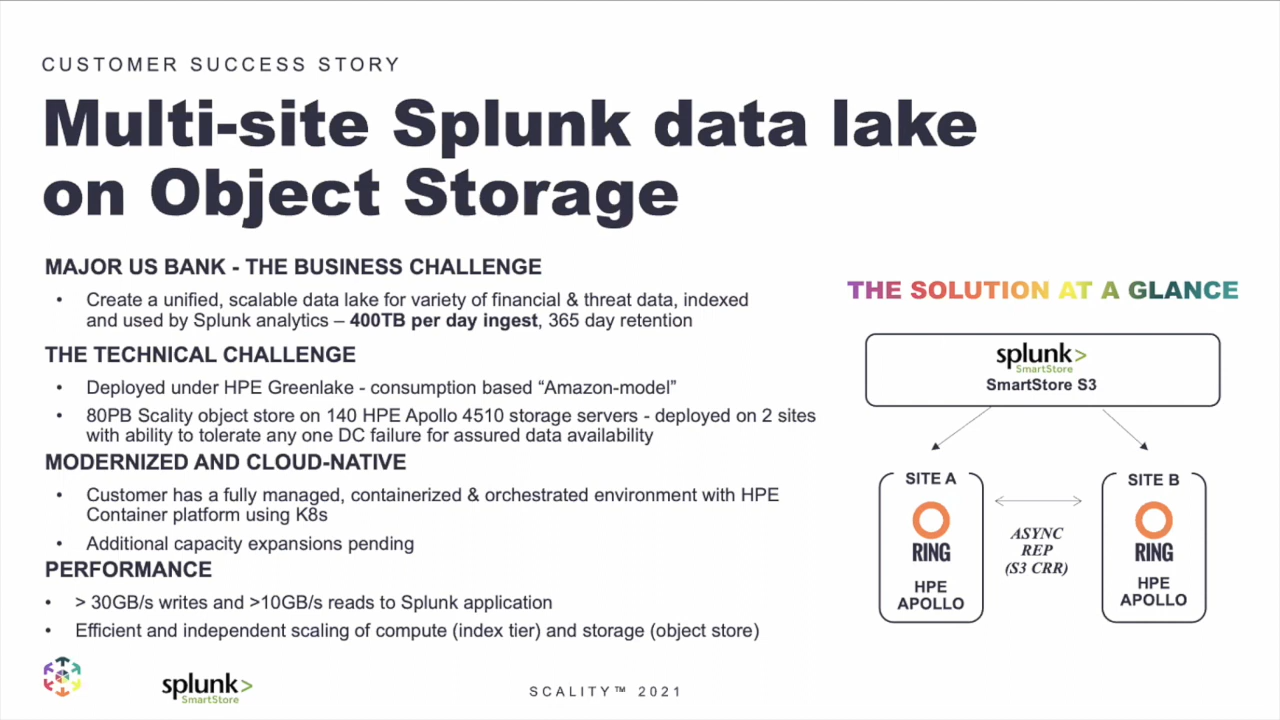 CUSTOMER SUCCESS STORY
Multi-site Splunk data lake
on Object Storage
MAJOR US BANK - THE BUSINESS CHALLENGE
• Create a unified, scalable data lake for variety of financial & threat data, indexed
and used by Splunk analytics – 400TB per day ingest, 365 day retention
THE TECHNICAL CHALLENGE
• Deployed under HPE Greenlake - consumption based “Amazon-model”
• 80PB Scality object store on 140 HPE Apollo 4510 storage servers - deployed on 2 sites
with ability to tolerate any one DC failure for assured data availability
MODERNIZED AND CLOUD-NATIVE
• Customer has a fully managed, containerized & orchestrated environment with HPE
Container platform using K8s
• Additional capacity expansions pending
PERFORMANCE
• > 30GB/s writes and >10GB/s reads to Splunk application
• Efficient and independent scaling of compute (index tier) and storage (object store)
THE SOLUTION AT A GLANCE
splunk>
SmartStore
SmartStore S3
SITE A
RING
HPE
APOLLO
ASYNC
REP
(S3 CRR)
SITE B
RING
HPE
APOLLO
splunk>
SmartStore
SCALITY™ 2021